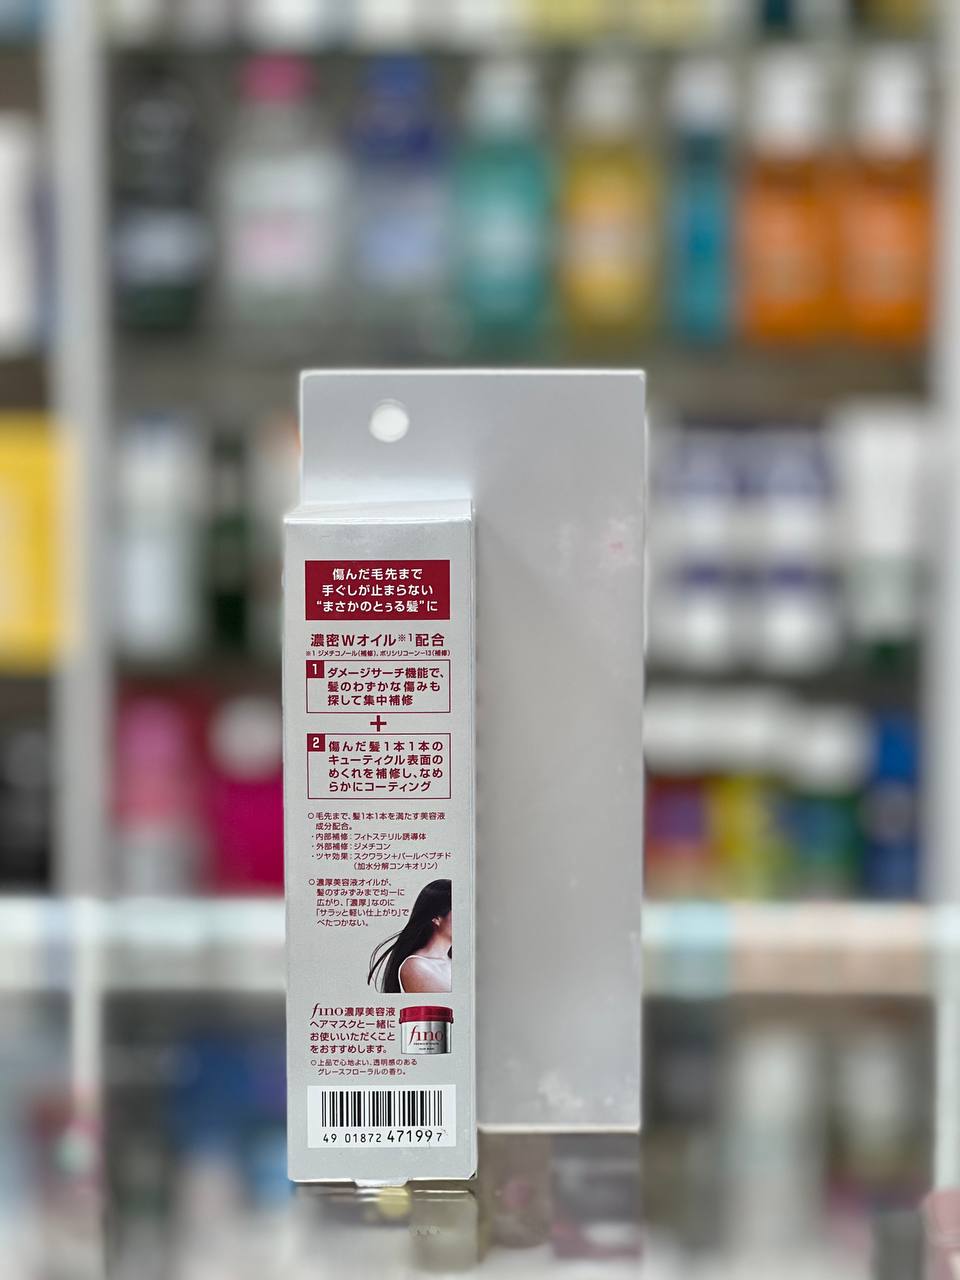 傷んだ毛先まで
手ぐしが止まらない
“まさかのとぅる髪”に
濃密Wオイル※1配合
※1 ジメチコノール(補修)、ポリシリコーン-13(補修)
1 ダメージサーチ機能で、
髪のわずかな傷みも
探して集中補修
+
2 傷んだ髪1本1本の
キューティクル表面の
めくれを補修し、なめ
らかにコーティング
○毛先まで、髪1本1本を満たす美容液
成分配合。
・内部補修：フィトステリル誘導体
・外部補修：ジメチコン
・ツヤ効果：スクワラン+パールペプチド
（加水分解コンキオリン）
○濃厚美容液オイルが、
髪のすみずみまで均一に
広がり、「濃厚」なのに
「サラッと軽い仕上がり」で
べたつかない。
fino濃厚美容液
ヘアマスクと一緒に
お使いいただくこと
をおすすめします。
fino
○上品で心地よい、透明感のある
グレースフローラルの香り。
49 01872 471997